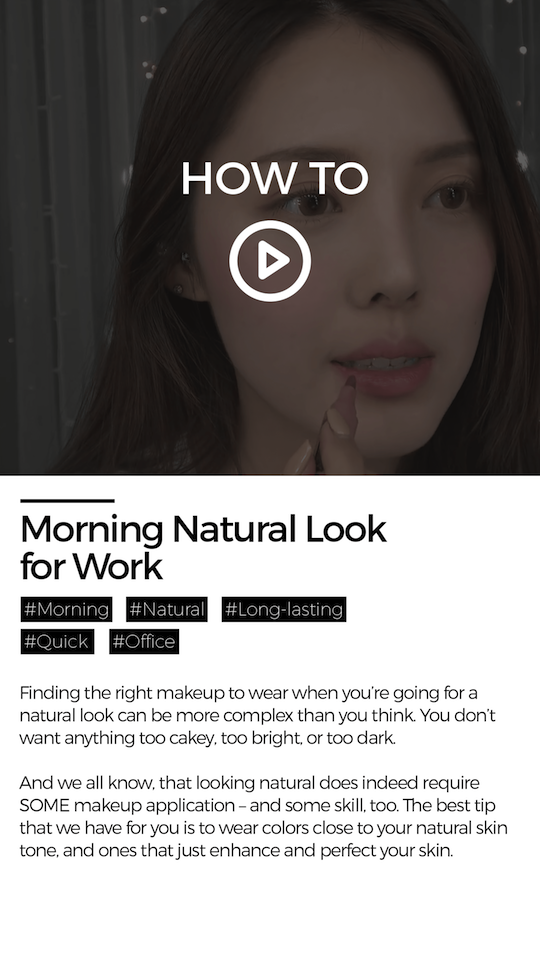 HOW TO
Morning Natural Look
for Work
#Morning #Natural #Long-lasting
#Quick #Office
Finding the right makeup to wear when you’re going for a
natural look can be more complex than you think. You don’t
want anything too cakey, too bright, or too dark.
And we all know, that looking natural does indeed require
SOME makeup application – and some skill, too. The best tip
that we have for you is to wear colors close to your natural skin
tone, and ones that just enhance and perfect your skin.